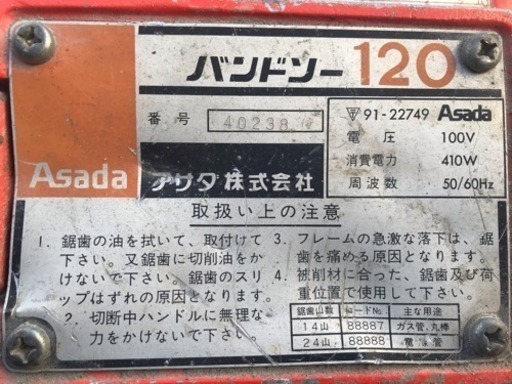 バンドソー 120
番号 40238
▽ 91-22749 Asada
電圧 100V
消費電力 410W
周波数 50/60Hz
Asada アサダ株式会社
取扱い上の注意
1. 鋸歯の油を拭いて、取付けて
下さい。又鋸歯に切削油をか
けないで下さい。鋸歯のスリ
ップはずれの原因となります。
2. 切断中ハンドルに無理な
力をかけないで下さい。
3. フレームの急激な落下は、鋸
歯を痛める原因となります。
4. 被削材に合った、鋸歯及び荷
重位置で使用して下さい。
鋸歯山数 コードNo. 主な用途
14山 88887 ガス管、丸棒
24山 88888 管